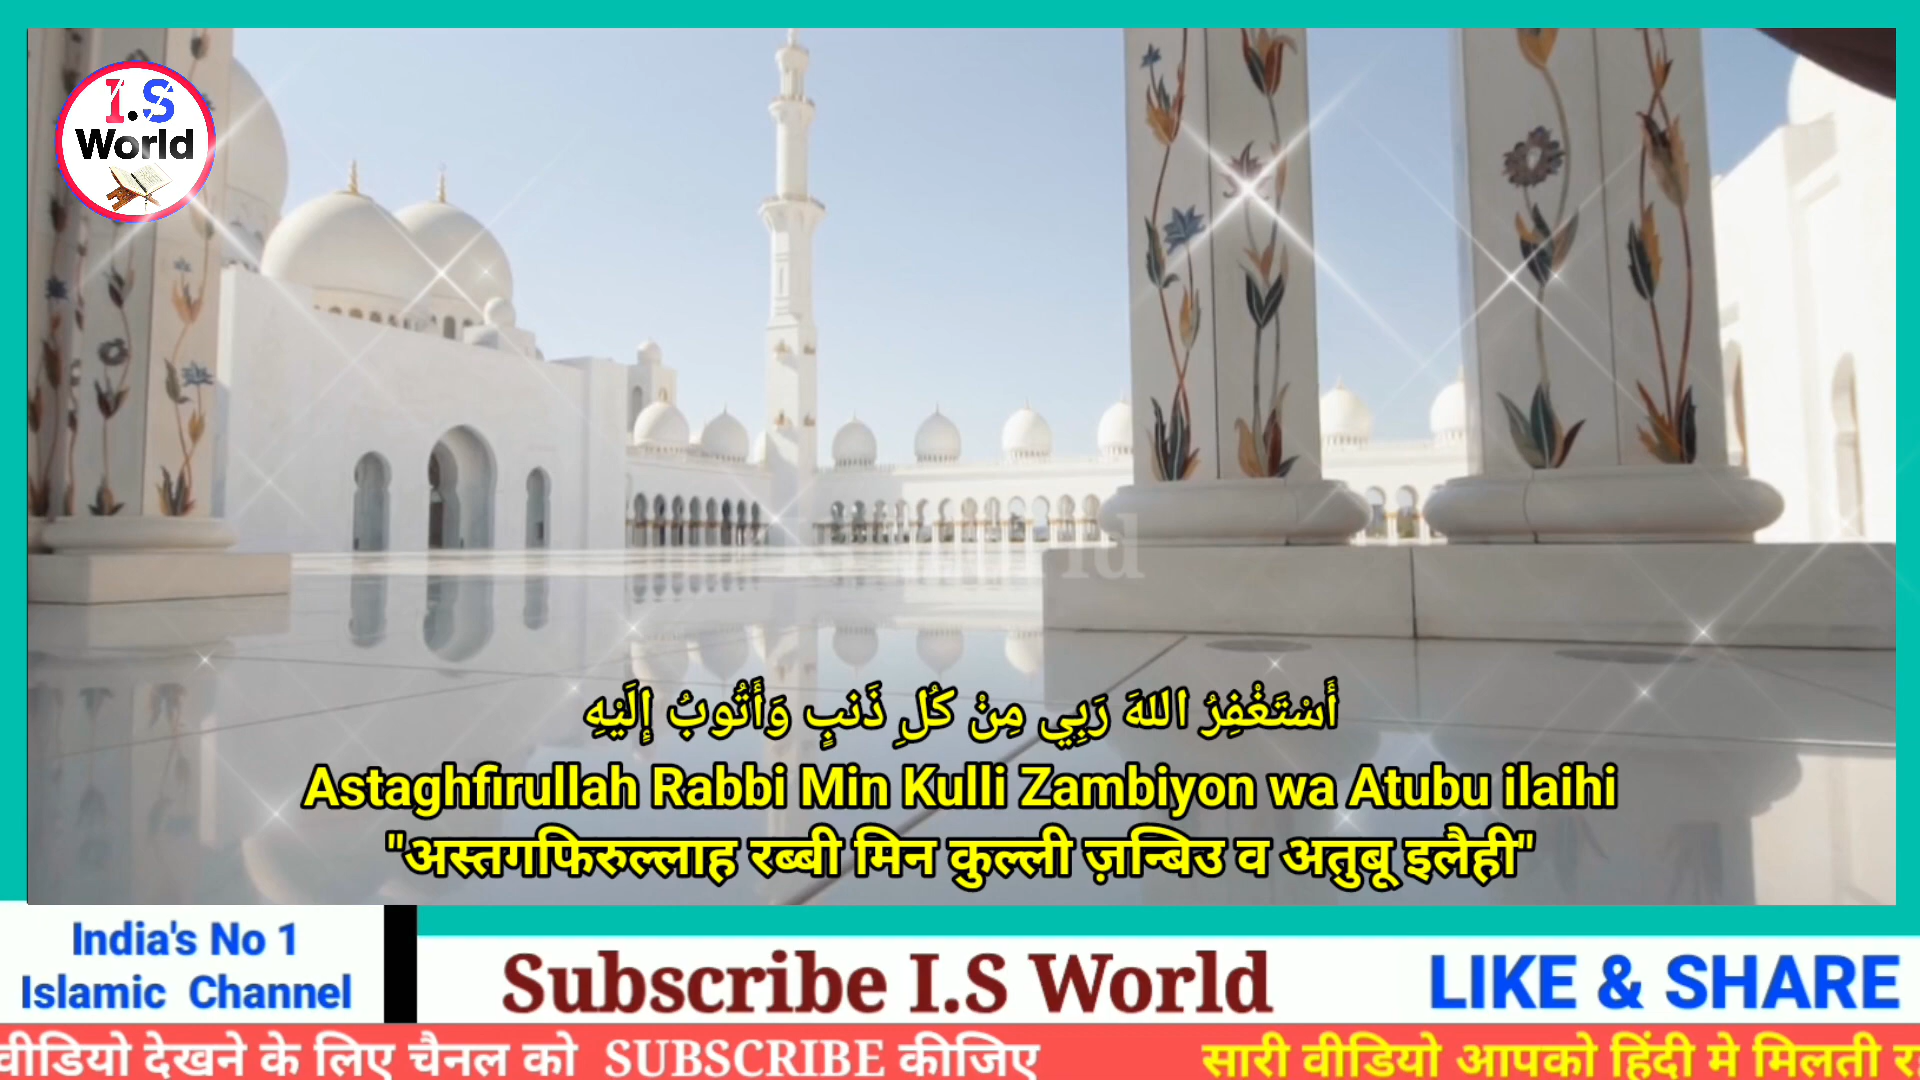 I.S
World
أَسْتَغْفِرُ اللهَ رَبِي مِنْ كُلِ ذَنبٍ وَأَتُوبُ إِلَيْهِ
Astaghfirullah Rabbi Min Kulli Zambiyon wa Atubu ilaihi
"अस्तगफिरुल्लाह रब्बी मिन कुल्ली ज़न्बिउ व अतुबू इलैही"
India's No 1
Islamic Channel
Subscribe I.S World
LIKE & SHARE
वीडियो देखने के लिए चैनल को SUBSCRIBE कीजिए
सारी वीडियो आपको हिंदी मे मिलती